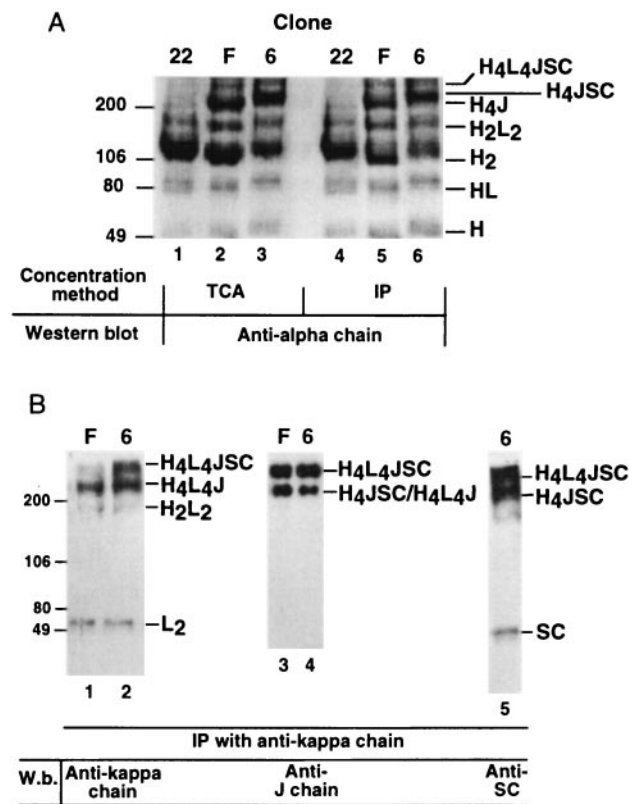 Clone
A
22 F 6 22 F 6
H4L4JSC
H4JSC
200 H4J
H2L2
106 H2
80 HL
49 H
1 2 3 4 5 6
Concentration method TCA IP
Western blot Anti-alpha chain
B
F 6 F 6 6
H4L4JSC H4L4JSC H4L4JSC
H4L4J H4JSC/H4L4J H4JSC
200 H2L2
106
80
49 L2 SC
1 2 3 4 5
IP with anti-kappa chain
W.b. Anti-kappa chain Anti-J chain Anti-SC